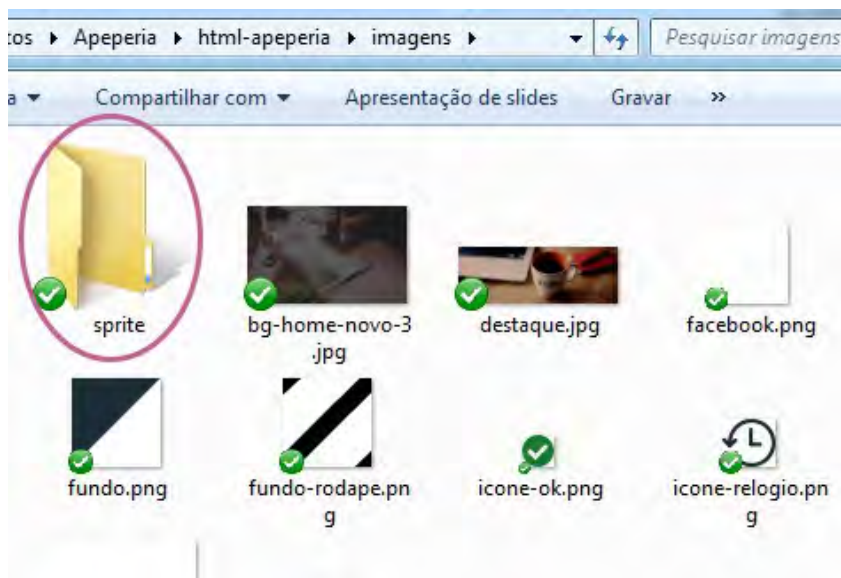 tos ▸ Apeperia ▸ html-apeperia ▸ imagens ▸ Pesquisar imagens
a Compartilhar com Apresentação de slides Gravar »
sprite bg-home-novo-3 destaque.jpg facebook.png
.jpg
fundo.png fundo-rodape.pn icone-ok.png icone-relogio.pn
g g